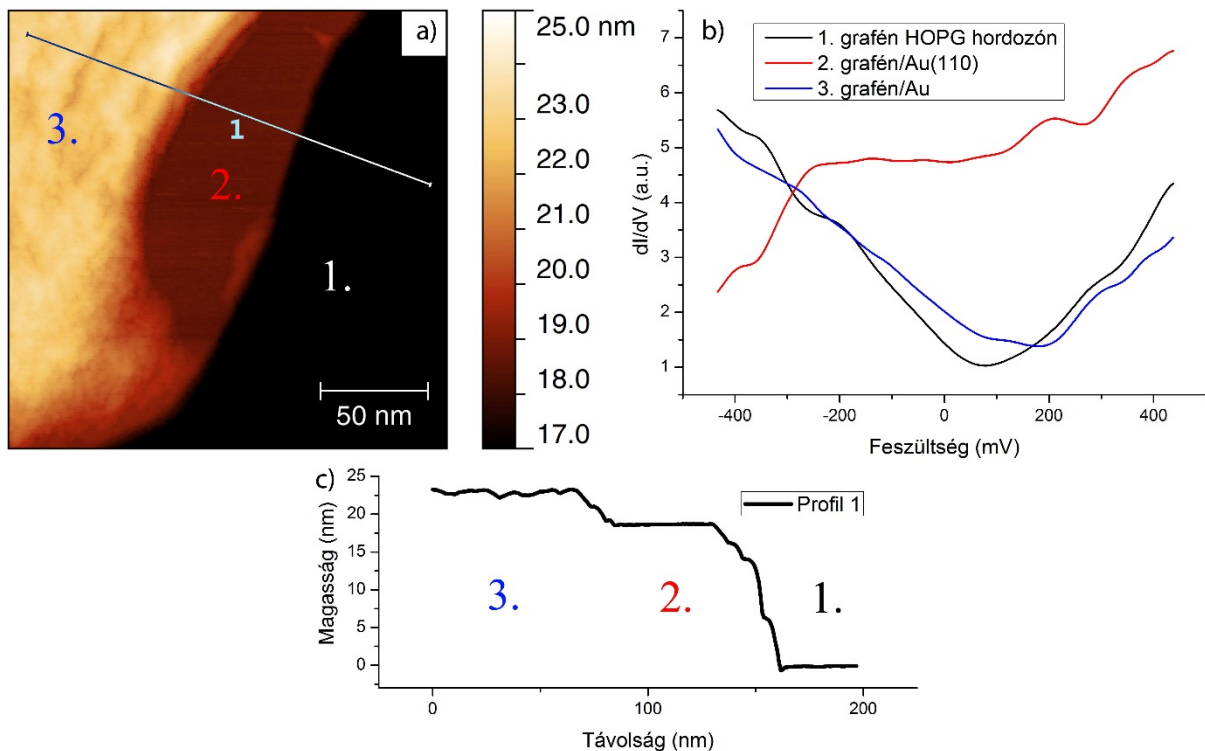 a)
3.
1
2.
1.
50 nm
25.0 nm
23.0
22.0
21.0
20.0
19.0
18.0
17.0
b)
1. grafén HOPG hordozón
2. grafén/Au(110)
3. grafén/Au
dI/dV (a.u.)
7
6
5
4
3
2
1
-400 -200 0 200 400
Feszültség (mV)
c)
Profil 1
Magasság (nm)
25
20
15
10
5
0
3. 2. 1.
0 100 200
Távolság (nm)